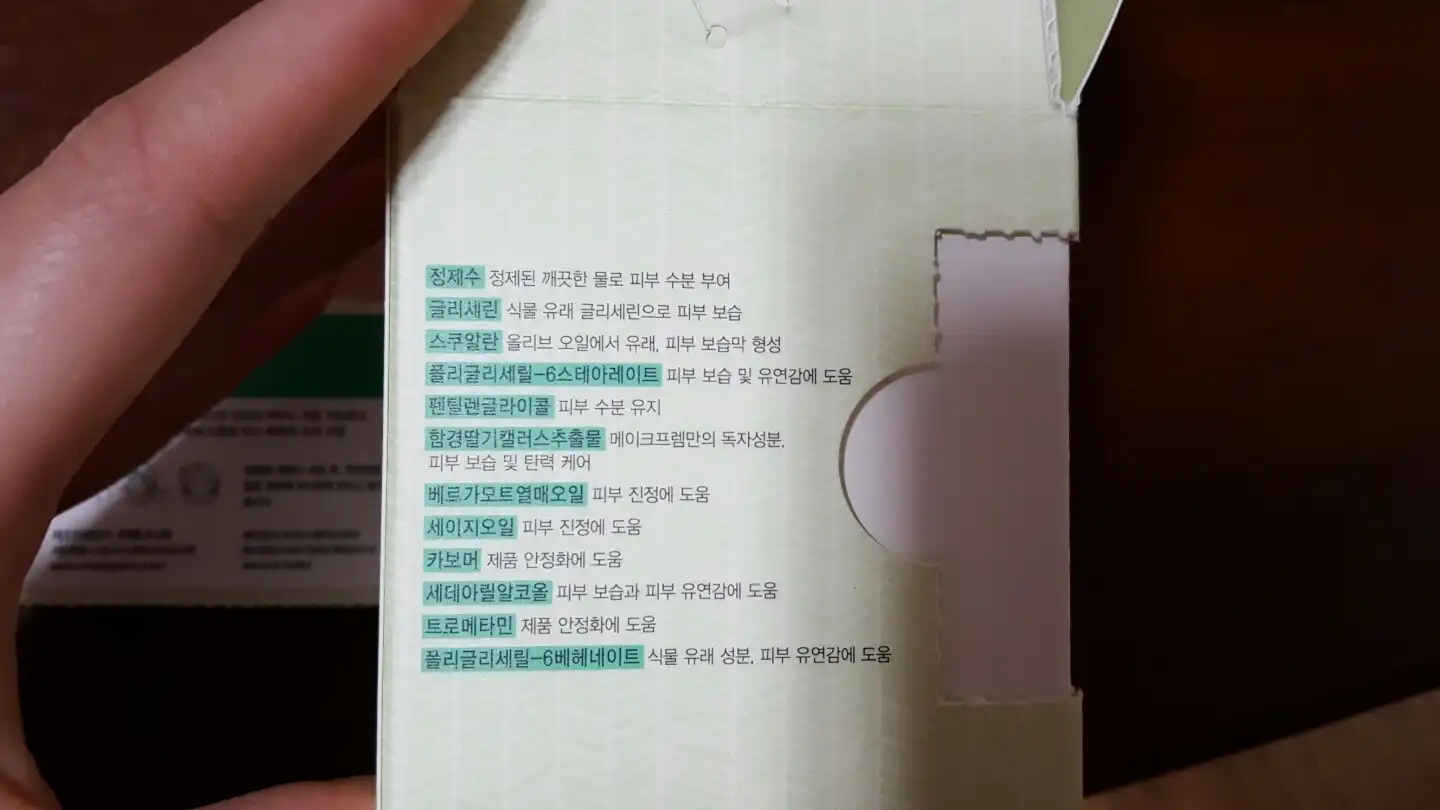 정제수 정제된 깨끗한 물로 피부 수분 부여
글리세린 식물 유래 글리세린으로 피부 보습
스쿠알란 올리브 오일에서 유래, 피부 보습막 형성
폴리글리세릴-6스테아레이트 피부 보습 및 유연감에 도움
펜틸렌글라이콜 피부 수분 유지
함경딸기캘러스추출물 메이크프렘만의 독자성분,
피부 보습 및 탄력 케어
베르가모트열매오일 피부 진정에 도움
세이지오일 피부 진정에 도움
카보머 제품 안정화에 도움
세테아릴알코올 피부 보습과 피부 유연감에 도움
트로메타민 제품 안정화에 도움
폴리글리세릴-6베헤네이트 식물 유래 성분, 피부 유연감에 도움